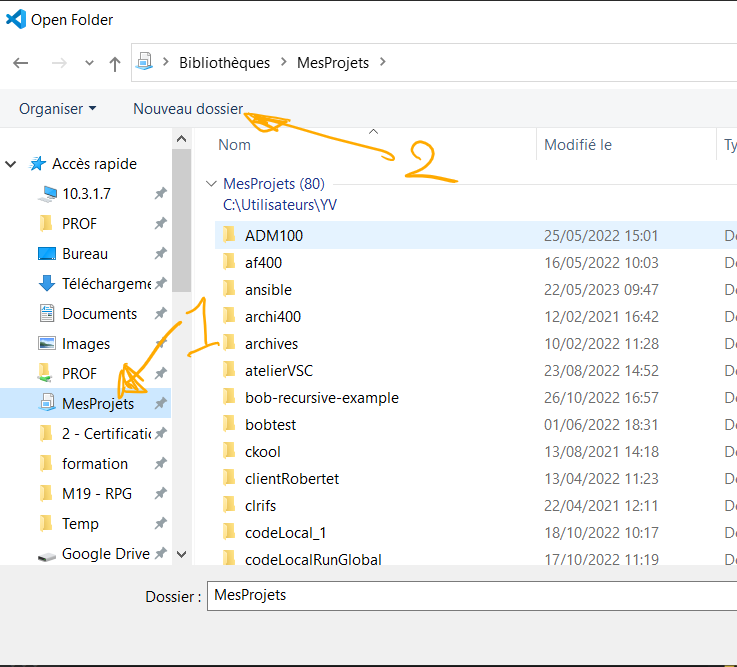 Open Folder
Bibliothèques > MesProjets >
Organiser Nouveau dossier
2
Nom Modifié le Ty
Accès rapide
10.3.1.7
PROF
Bureau
Téléchargeme
Documents
Images
PROF
MesProjets
2 - Certificatic
formation
M19 - RPG
Temp
Google Drive
1
MesProjets (80)
C:\Utilisateurs\YV
ADM100 25/05/2022 15:01 Do
af400 16/05/2022 10:03 Do
ansible 22/05/2023 09:47 Do
archi400 12/02/2021 16:42 Do
archives 10/02/2022 11:28 Do
atelierVSC 23/08/2022 14:52 Do
bob-recursive-example 26/10/2022 16:57 Do
bobtest 01/06/2022 18:31 Do
ckool 13/08/2021 14:18 Do
clientRobertet 13/04/2022 11:23 Do
clrifs 22/04/2021 12:11 Do
codeLocal_1 18/10/2022 10:17 Do
codeLocalRunGlobal 17/10/2022 11:19 Do
Dossier : MesProjets